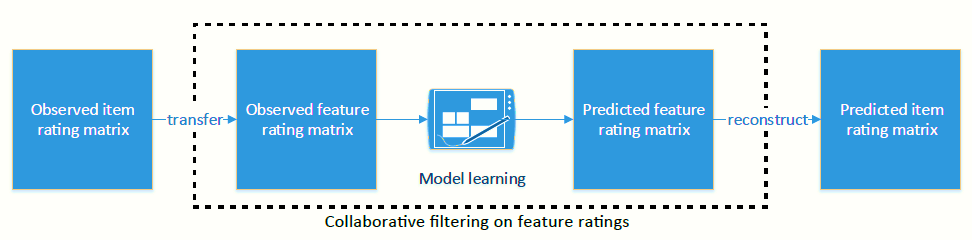 Observed item
rating matrix
transfer
Observed feature
rating matrix
Model learning
Predicted feature
rating matrix
reconstruct
Predicted item
rating matrix
Collaborative filtering on feature ratings